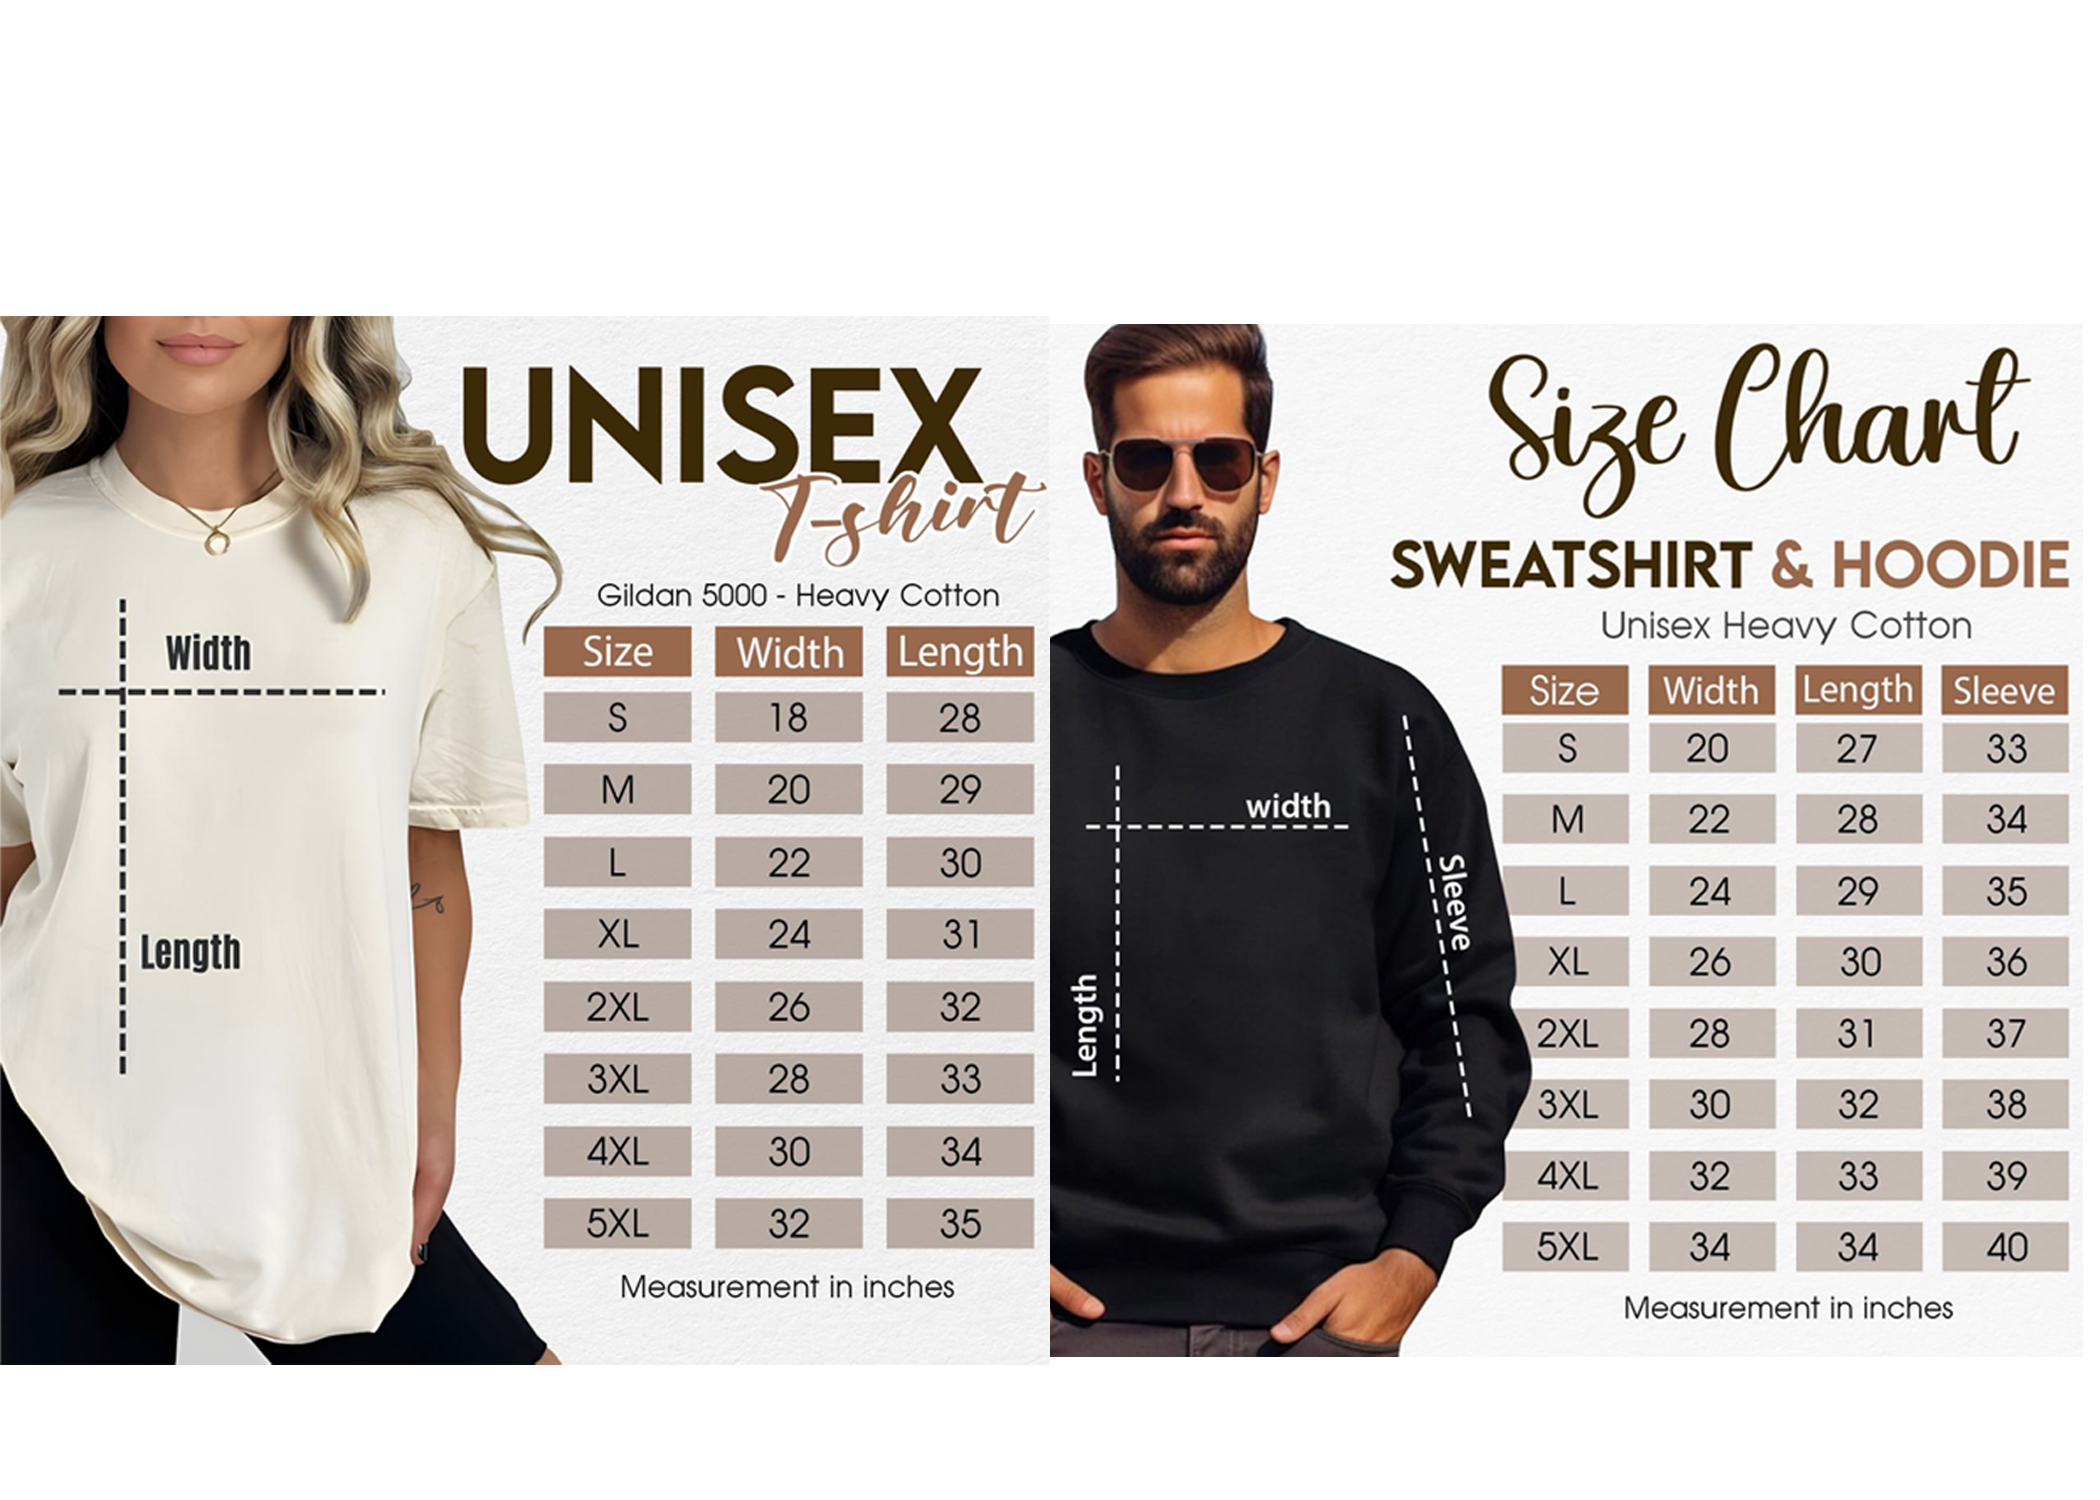 UNISEX
T-shirt
Gildan 5000 - Heavy Cotton
Size Width Length
S 18 28
M 20 29
L 22 30
XL 24 31
2XL 26 32
3XL 28 33
4XL 30 34
5XL 32 35
Measurement in inches
Width
Length
Size Chart
SWEATSHIRT & HOODIE
Unisex Heavy Cotton
Size Width Length Sleeve
S 20 27 33
M 22 28 34
L 24 29 35
XL 26 30 36
2XL 28 31 37
3XL 30 32 38
4XL 32 33 39
5XL 34 34 40
Measurement in inches
width
Length
Sleeve